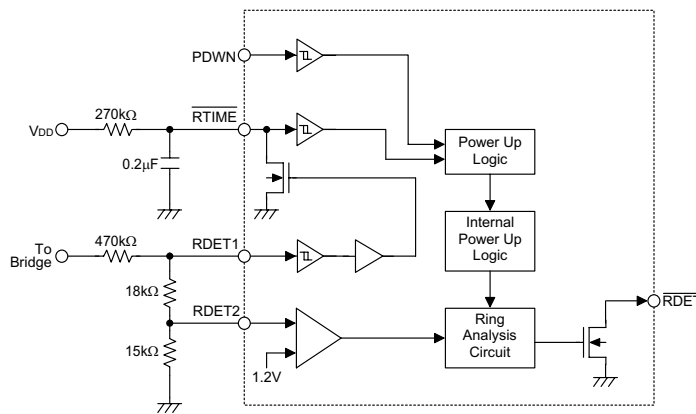 PDWN
270kΩ
RTIME
VDD
0.2μF
Power Up
Logic
To
Bridge
470kΩ
RDET1
Internal
Power Up
Logic
18kΩ
RDET2
RDET
Ring
Analysis
Circuit
15kΩ
1.2V